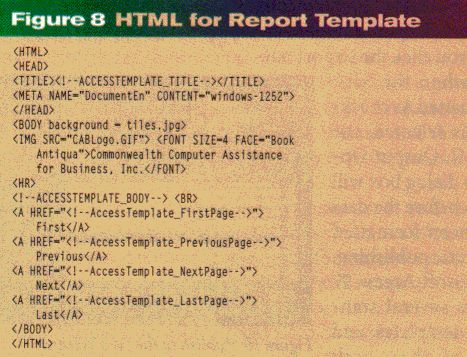 Figure 8 HTML for Report Template
<HTML>
<HEAD>
<TITLE><!--ACCESSTEMPLATE_TITLE--></TITLE>
<META NAME="DocumentEn" CONTENT="windows-1252">
</HEAD>
<BODY background = tiles.jpg>
<IMG SRC="CABLogo.GIF"> <FONT SIZE=4 FACE="Book
Antiqua">Commonwealth Computer Assistance
for Business, Inc.</FONT>
<HR>
<!--ACCESSTEMPLATE_BODY--> <BR>
<A HREF="<!--AccessTemplate_FirstPage-->">
First</A>
<A HREF="<!--AccessTemplate_PreviousPage-->">
Previous</A>
<A HREF="<!--AccessTemplate_NextPage-->">
Next</A>
<A HREF="<!--AccessTemplate_LastPage-->">
Last</A>
</BODY>
</HTML>